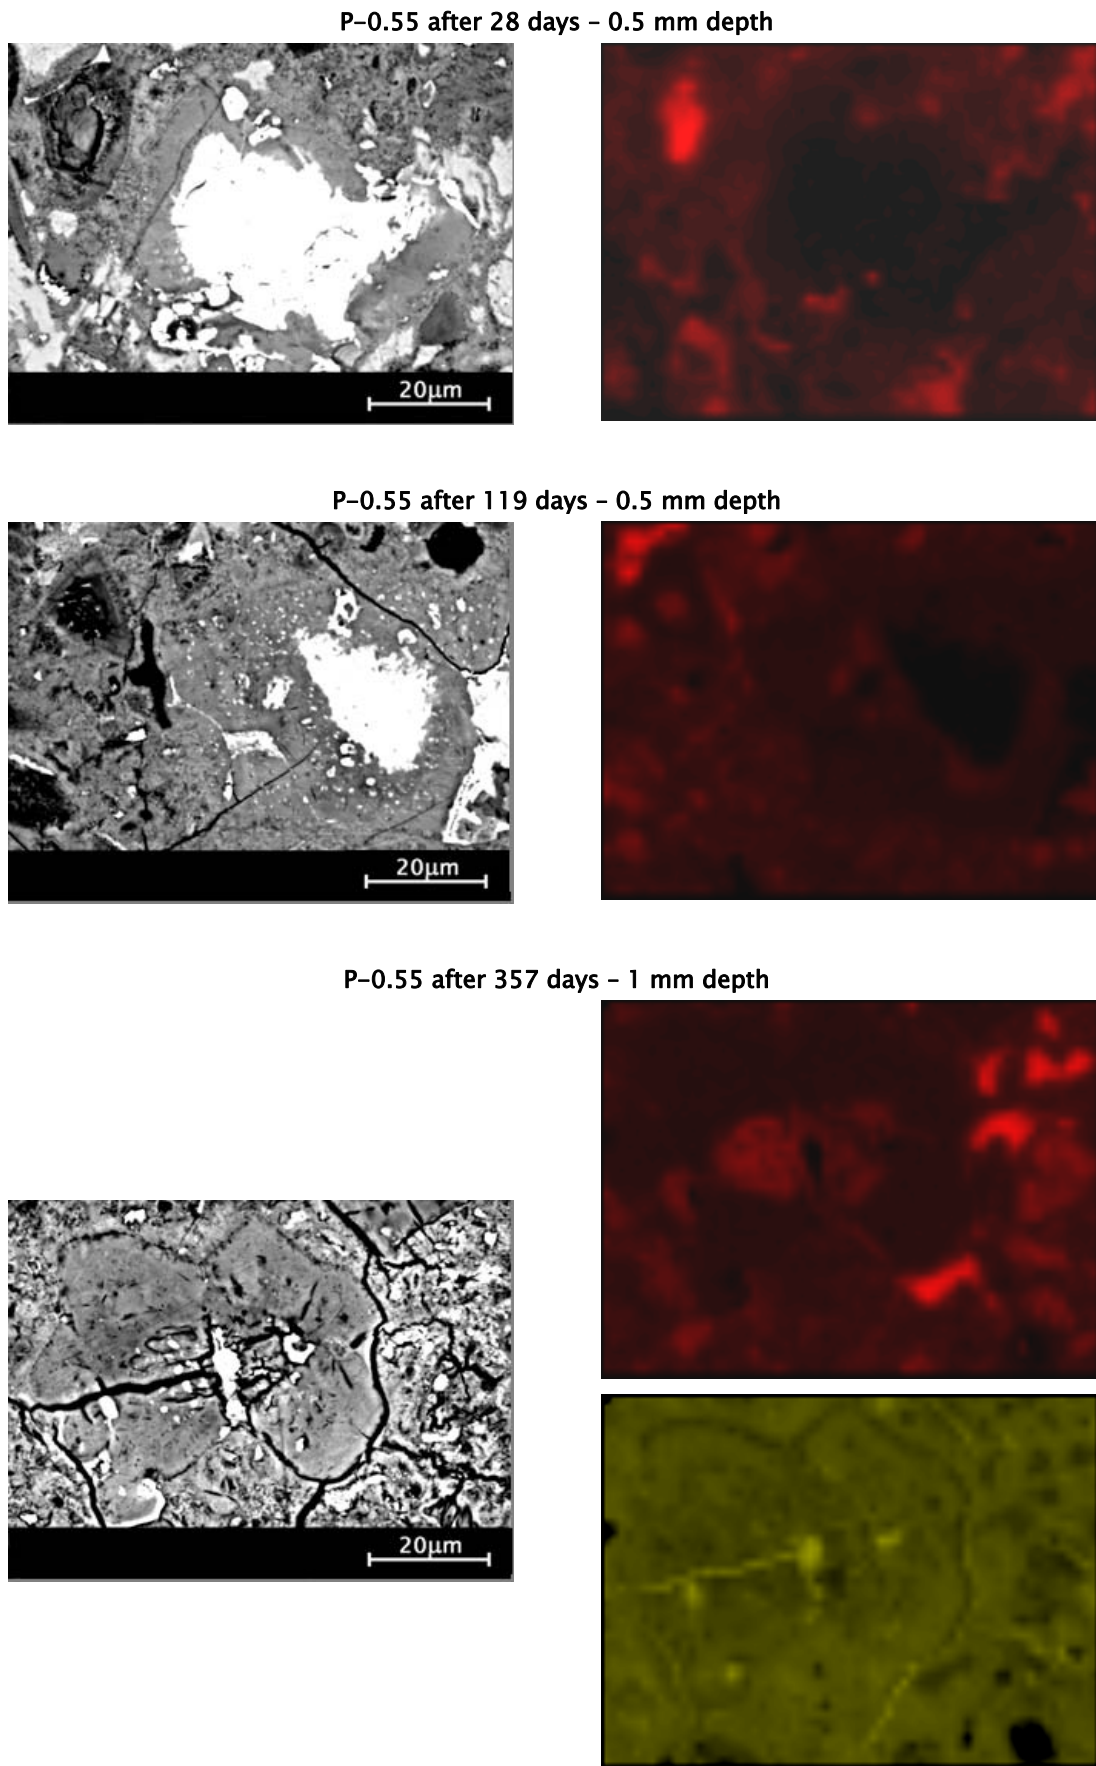 P-0.55 after 28 days – 0.5 mm depth
20µm
P-0.55 after 119 days – 0.5 mm depth
20µm
P-0.55 after 357 days – 1 mm depth
20µm